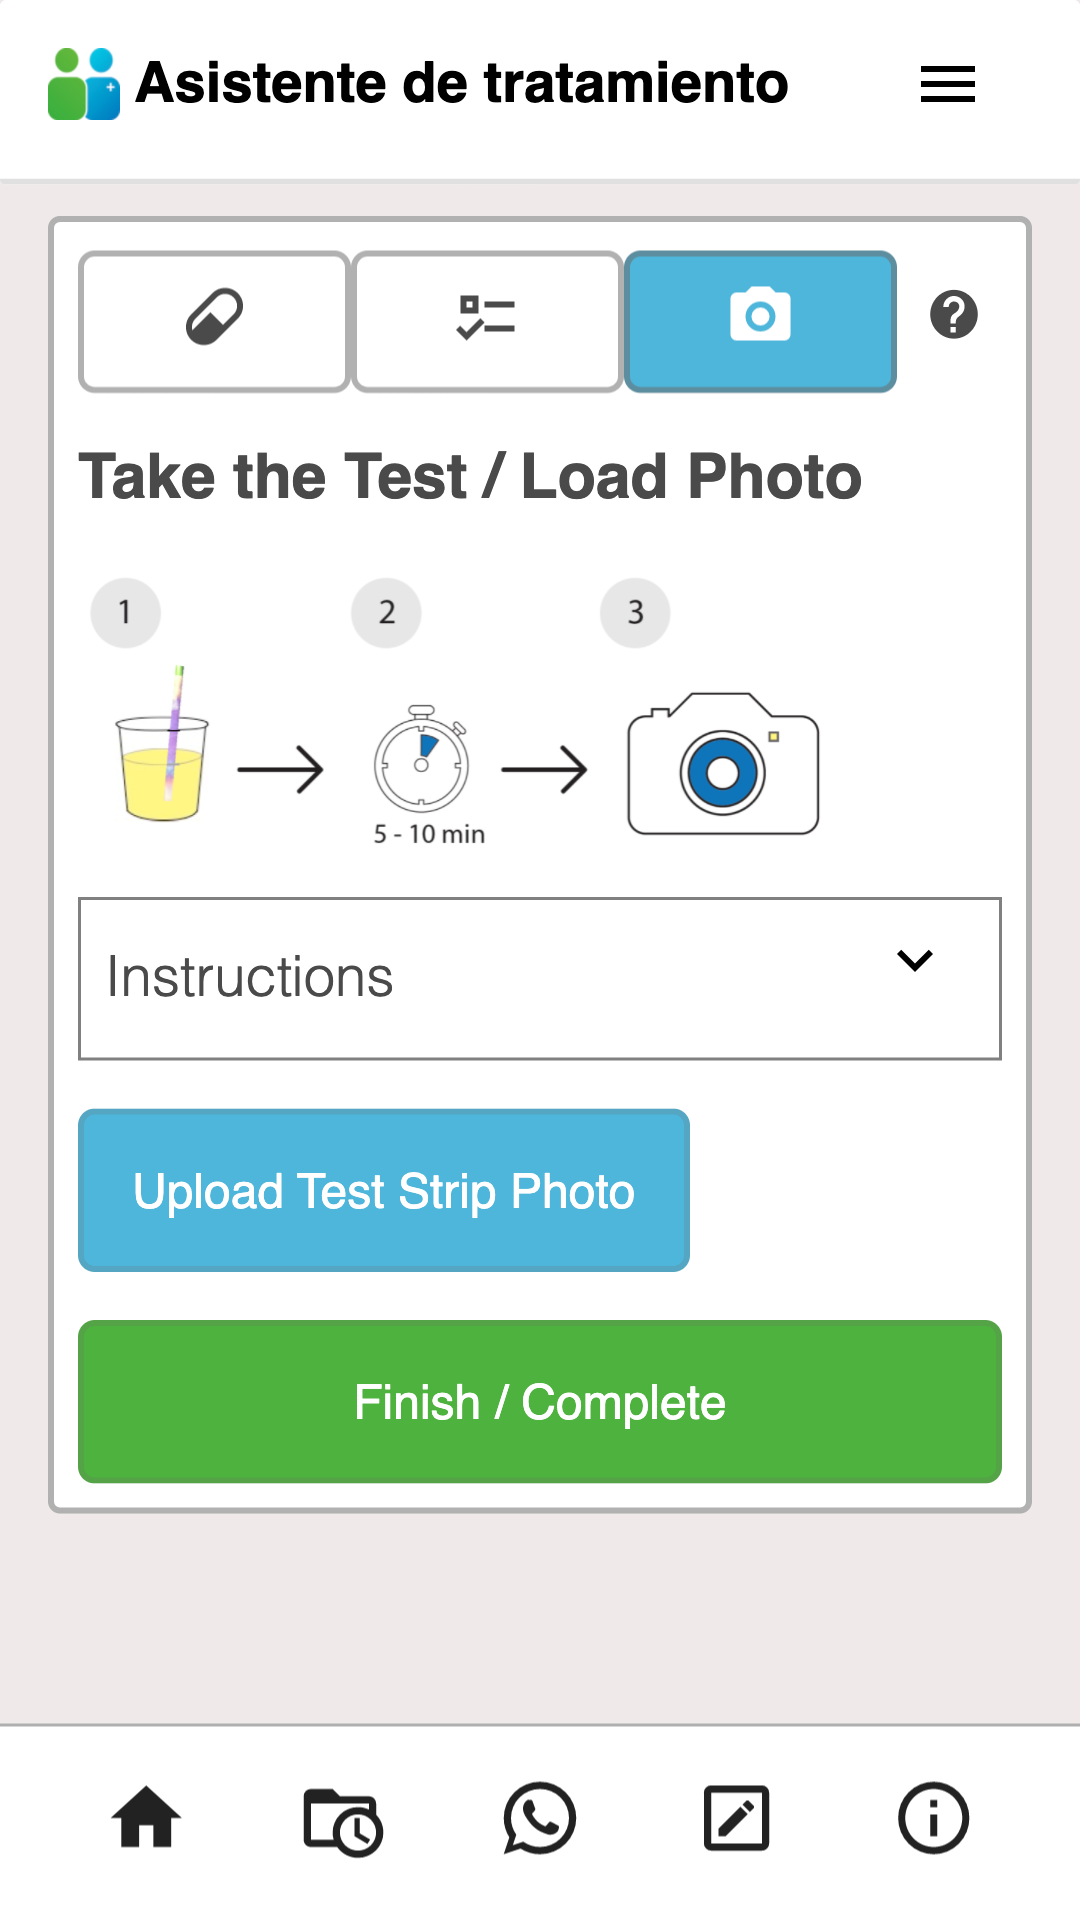 Asistente de tratamiento
Take the Test / Load Photo
1 2 3
5 - 10 min
Instructions
Upload Test Strip Photo
Finish / Complete